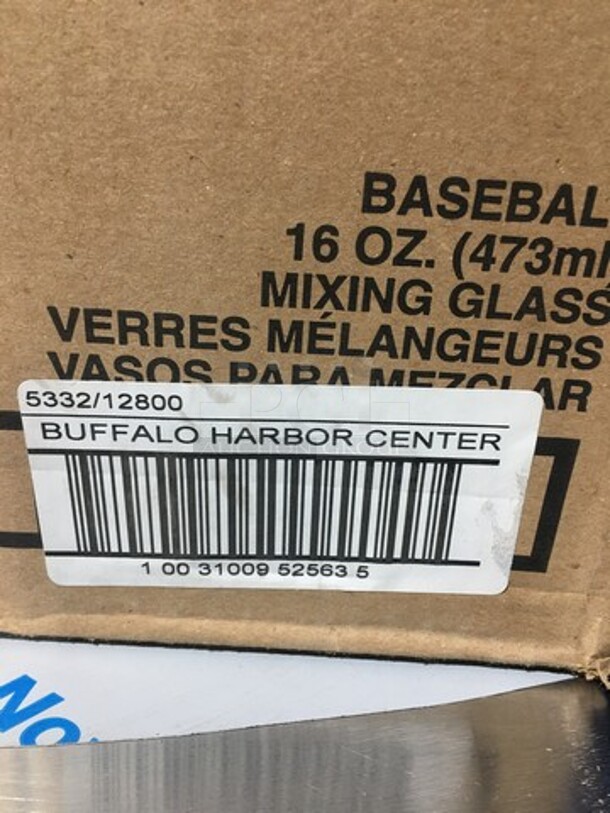 BASEBAL
16 OZ. (473ml
MIXING GLASS
VERRES MÉLANGEURS
VASOS PARA MEZCLAR
5332/12800
BUFFALO HARBOR CENTER
1 00 31009 52563 5
No